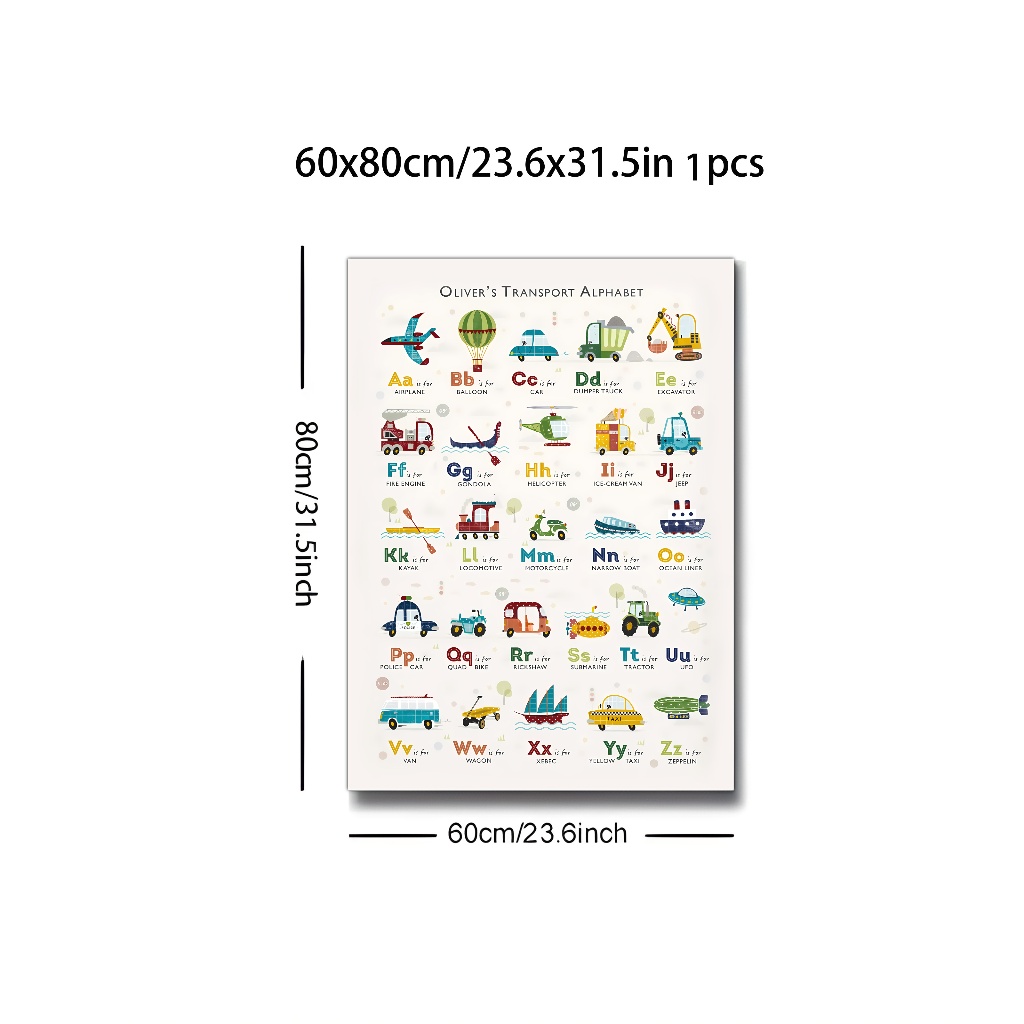 60x80cm/23.6x31.5in 1pcs
80cm/31.5inch
OLIVER'S TRANSPORT ALPHABET
Aa is for Bb is for Cc is for Dd is for Ee is for
AIRPLANE BALLOON CAR DUMPER TRUCK EXCAVATOR
Ff is for Gg is for Hh is for Ii is for Jj is for
FIRE ENGINE GONDOLA HELICOPTER ICE-CREAM VAN JEEP
Kk is for Ll is for Mm is for Nn is for Oo is for
KAYAK LOCOMOTIVE MOTORCYCLE NARROW BOAT OCEAN LINER
POLICE
Pp is for Qq is for Rr is for Ss is for Tt is for Uu is for
POLICE CAR QUAD BIKE RICKSHAW SUBMARINE TRACTOR UFO
TAXI
Vv is for Ww is for Xx is for Yy is for Zz is for
VAN WAGON XEBEC YELLOW TAXI ZEPPELIN
60cm/23.6inch